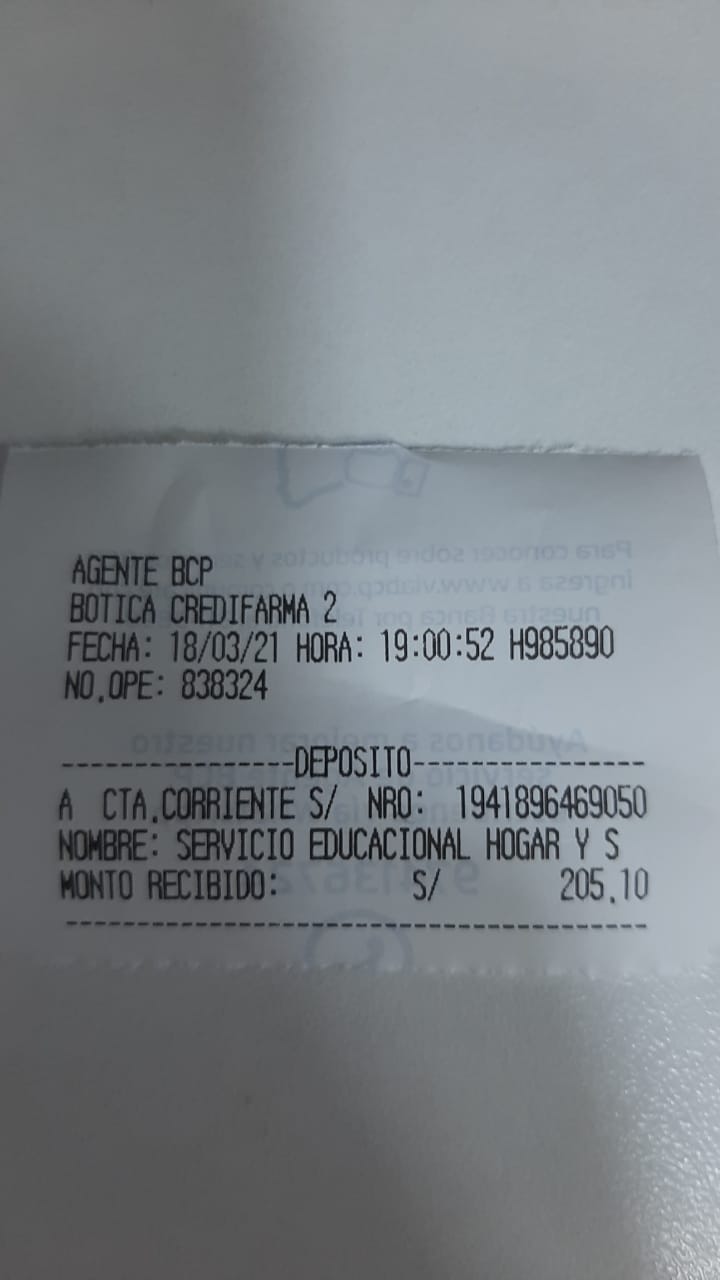 AGENTE BCP
BOTICA CREDIFARMA 2
FECHA: 18/03/21 HORA: 19:00:52 H985890
NO.OPE: 838324
----------------DEPOSITO----------------
A CTA.CORRIENTE S/ NRO: 1941896469050
NOMBRE: SERVICIO EDUCACIONAL HOGAR Y S
MONTO RECIBIDO: S/ 205.10
----------------------------------------